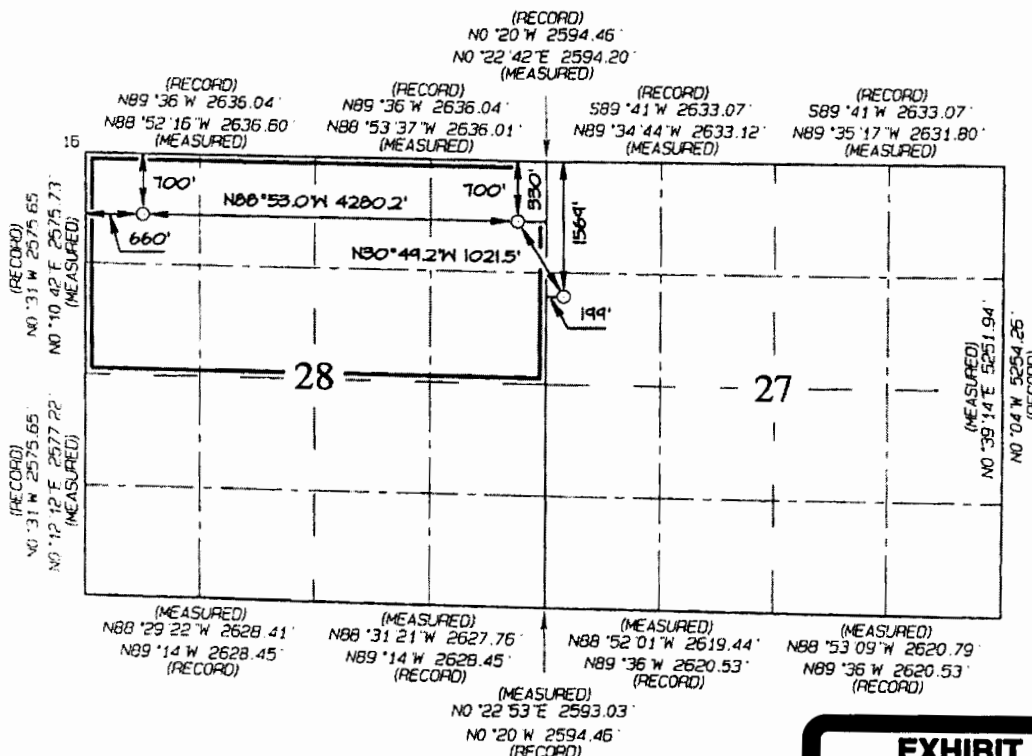 (RECORD)
N0°20'W 2594.46'
N0°22'42"E 2594.20'
(MEASURED)
(RECORD)
N89°36'W 2636.04'
N88°52'16"W 2636.60'
(MEASURED)
(RECORD)
N89°36'W 2636.04'
N88°53'37"W 2636.01'
(MEASURED)
(RECORD)
S89°41'W 2633.07'
N89°34'44"W 2633.12'
(MEASURED)
(RECORD)
S89°41'W 2633.07'
N89°35'17"W 2631.80'
(MEASURED)
700'
N88°53.0'W 4280.2'
700'
330'
1564'
660'
N30°49.2'W 1021.5'
199'
(RECORD)
N0°31'W 2575.65
N0°10'42"E 2575.73'
(MEASURED)
28
27
(MEASURED)
N0°39'14"E 5251.94'
N0°04'W 5254.26'
(RECORD)
(RECORD)
N0°31'W 2575.65'
N0°12'12"E 2577.22'
(MEASURED)
(MEASURED)
N88°29'22"W 2628.41'
N89°14'W 2628.45'
(RECORD)
(MEASURED)
N88°31'21"W 2627.76'
N89°14'W 2628.45'
(RECORD)
(MEASURED)
N88°52'01"W 2619.44'
N89°36'W 2620.53'
(RECORD)
(MEASURED)
N88°53'09"W 2620.79'
N89°36'W 2620.53'
(RECORD)
(MEASURED)
N0°22'53"E 2593.03'
N0°20'W 2594.46'
(RECORD)
EXHIBIT